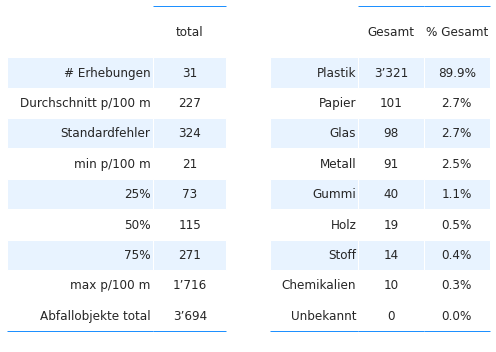 total
# Erhebungen 31
Durchschnitt p/100 m 227
Standardfehler 324
min p/100 m 21
25% 73
50% 115
75% 271
max p/100 m 1’716
Abfallobjekte total 3’694
Gesamt % Gesamt
Plastik 3’321 89.9%
Papier 101 2.7%
Glas 98 2.7%
Metall 91 2.5%
Gummi 40 1.1%
Holz 19 0.5%
Stoff 14 0.4%
Chemikalien 10 0.3%
Unbekannt 0 0.0%